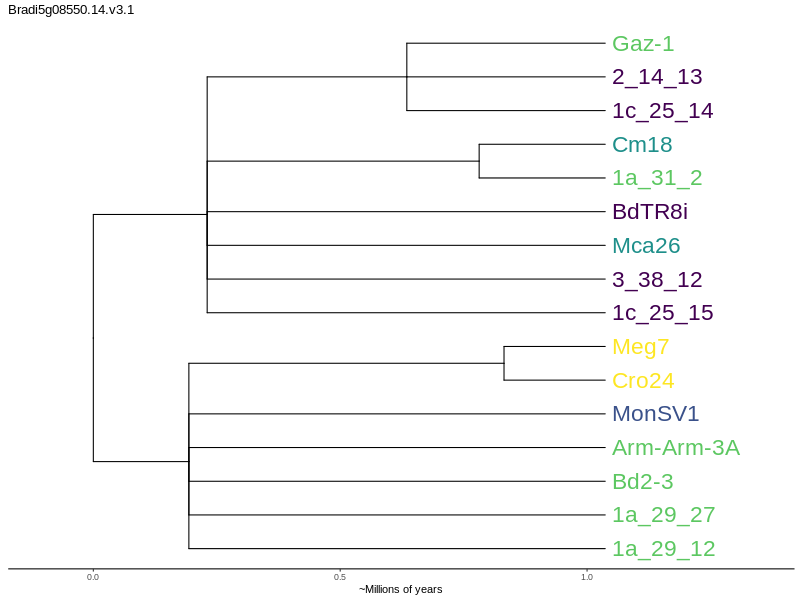 Bradi5g08550.14.v3.1
Gaz-1
2_14_13
1c_25_14
Cm18
1a_31_2
BdTR8i
Mca26
3_38_12
1c_25_15
Meg7
Cro24
MonSV1
Arm-Arm-3A
Bd2-3
1a_29_27
1a_29_12
0.0 0.5 1.0
~Millions of years